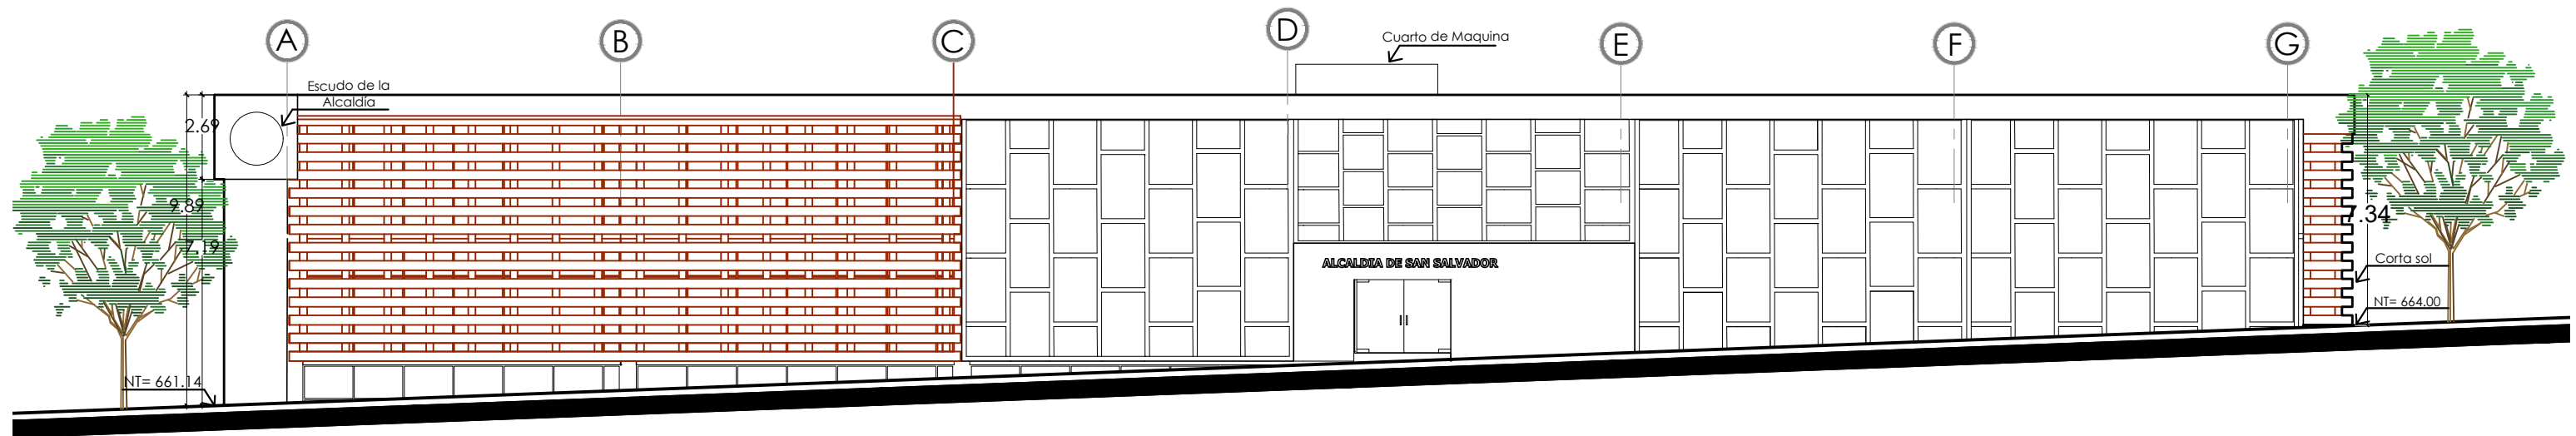 A
B
C
D
E
F
G
Cuarto de Maquina
Escudo de la
Alcaldía
2.69
9.89
7.19
7.34
ALCALDIA DE SAN SALVADOR
Corta sol
NT= 664.00
NT= 661.14